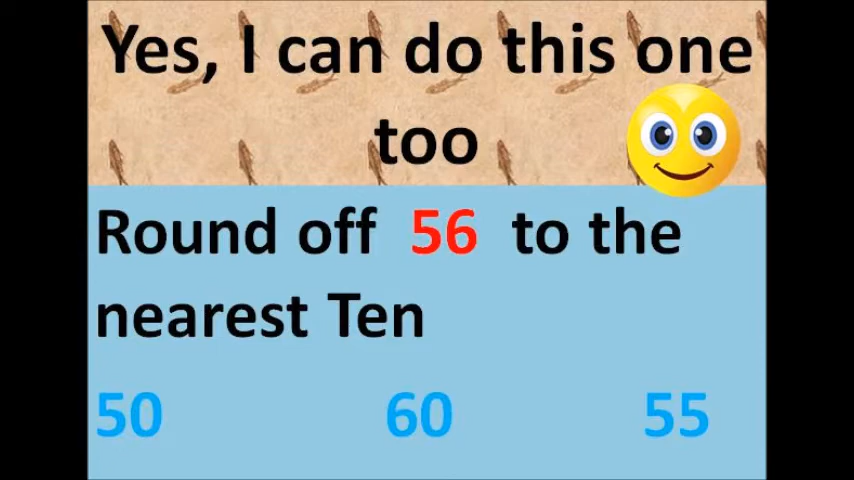 Yes, I can do this one
too
Round off 56 to the
nearest Ten
50 60 55